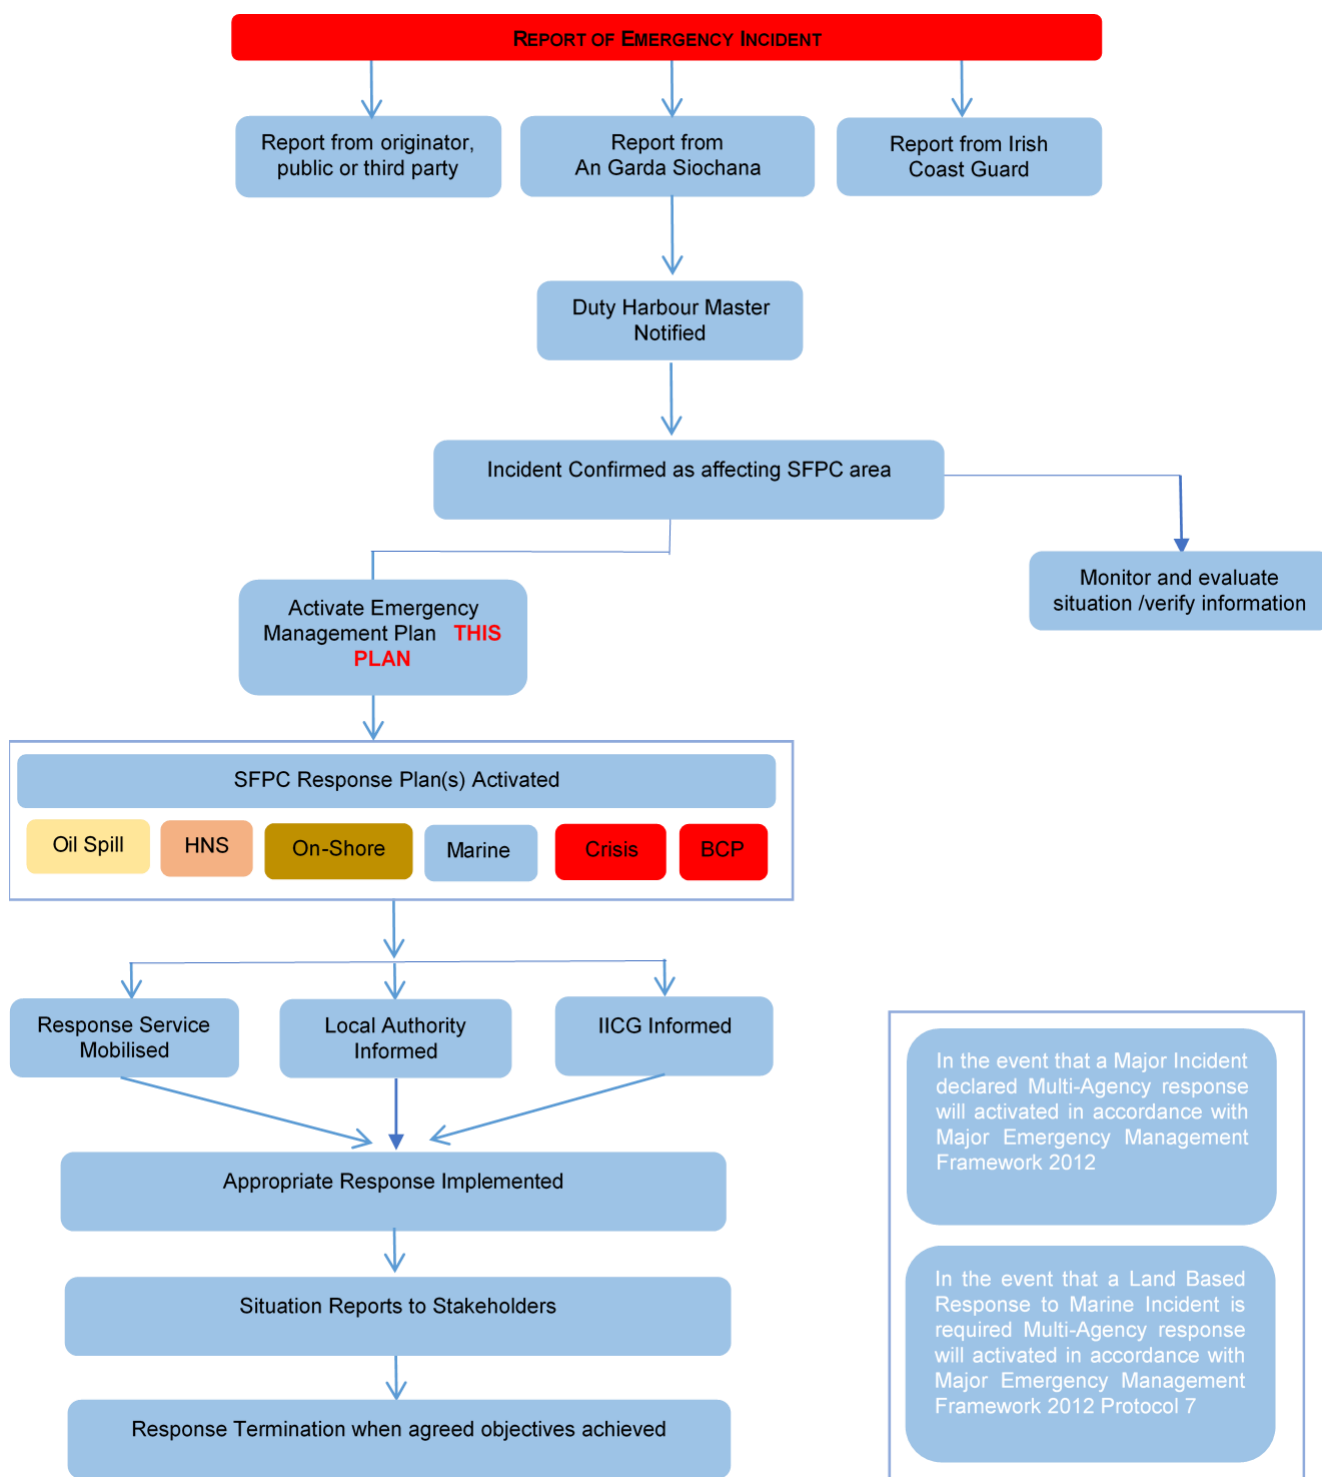 REPORT OF EMERGENCY INCIDENT
Report from originator,
public or third party
Report from
An Garda Siochana
Report from Irish
Coast Guard
Duty Harbour Master
Notified
Incident Confirmed as affecting SFPC area
Monitor and evaluate
situation /verify information
Activate Emergency
Management Plan THIS
PLAN
SFPC Response Plan(s) Activated
Oil Spill
HNS
On-Shore
Marine
Crisis
BCP
Response Service
Mobilised
Local Authority
Informed
IICG Informed
Appropriate Response Implemented
Situation Reports to Stakeholders
Response Termination when agreed objectives achieved
In the event that a Major Incident
declared Multi-Agency response
will activated in accordance with
Major Emergency Management
Framework 2012
In the event that a Land Based
Response to Marine Incident is
required Multi-Agency response
will activated in accordance with
Major Emergency Management
Framework 2012 Protocol 7